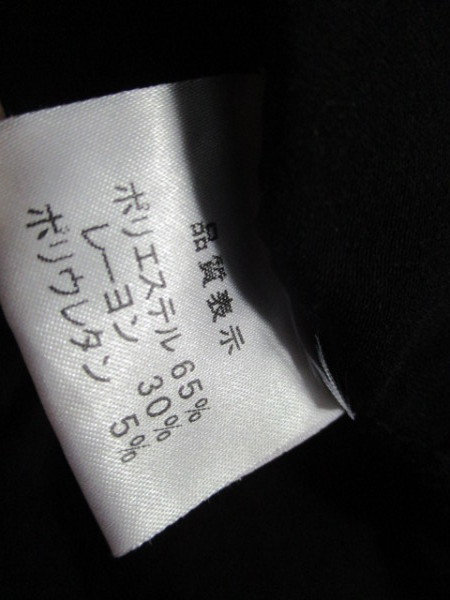 品質表示
ポリエステル 65%
レーヨン 30%
ポリウレタン 5%